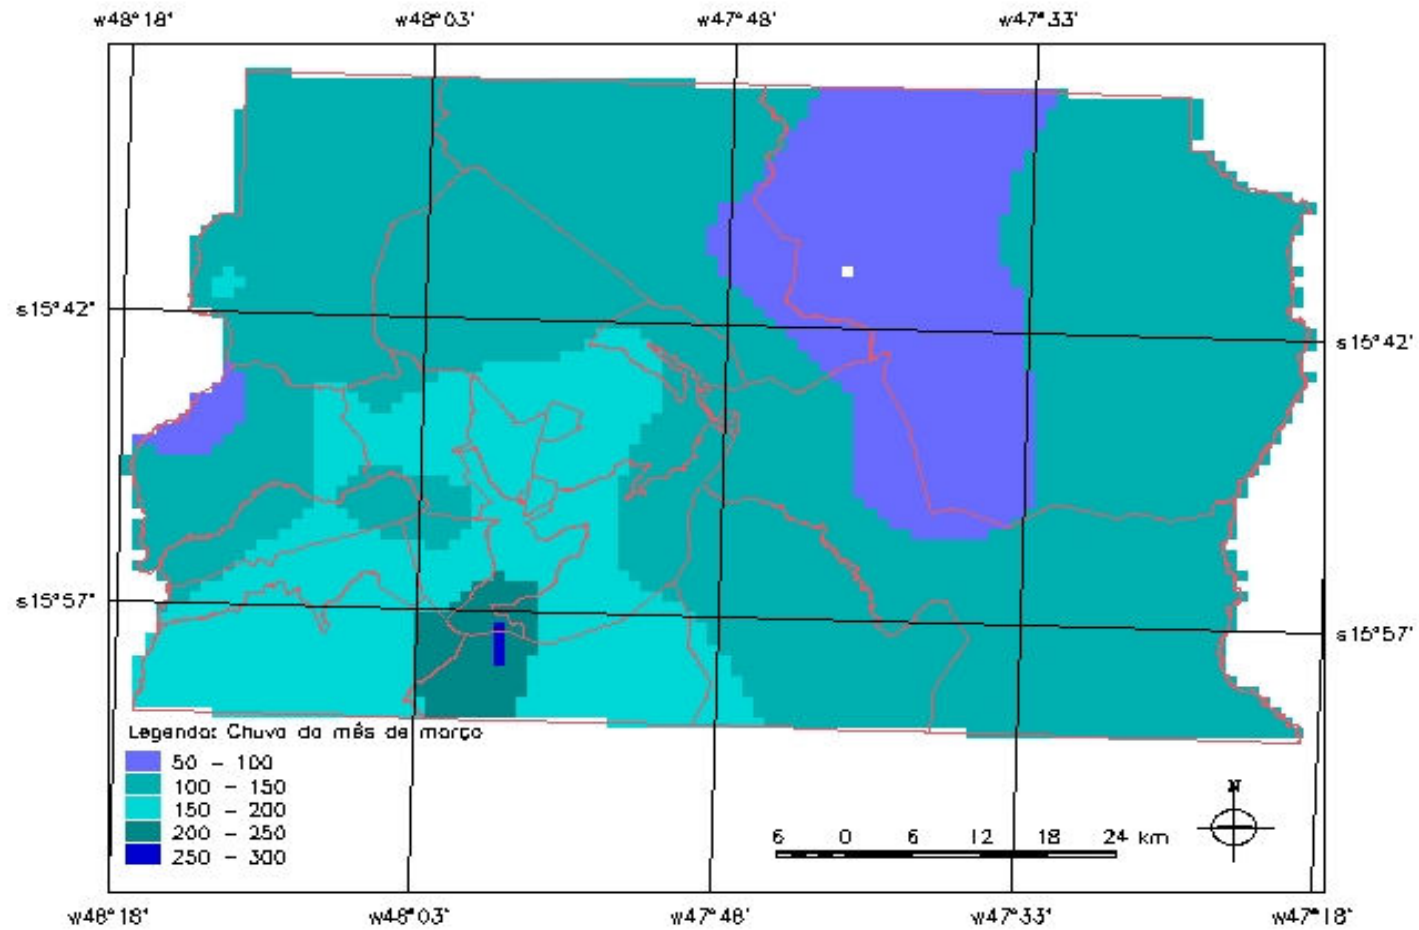 w48°18' w48°03' w47°48' w47°33'
s15°42' s15°42'
s15°57' s15°57'
Legenda: Chuva do mês de março
50 - 100
100 - 150
150 - 200
200 - 250
250 - 300
N
6 0 6 12 18 24 km
w48°18' w48°03' w47°48' w47°33' w47°18'